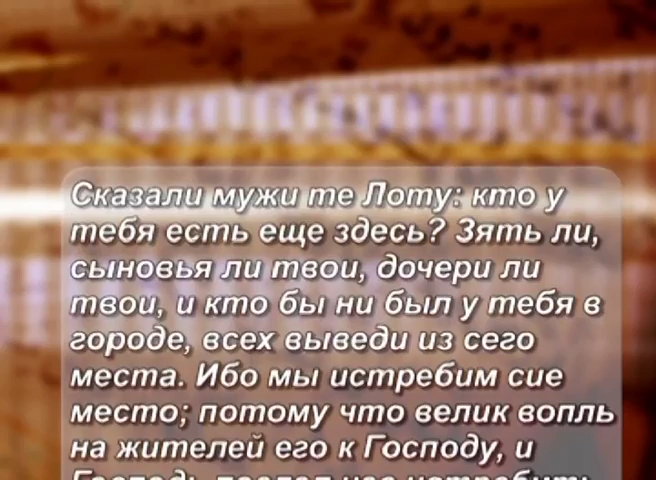 Сказали мужи те Лоту: кто у
тебя есть еще здесь? Зять ли,
сыновья ли твои, дочери ли
твои, и кто бы ни был у тебя в
городе, всех выведи из сего
места. Ибо мы истребим сие
место; потому что велик вопль
на жителей его к Господу, и